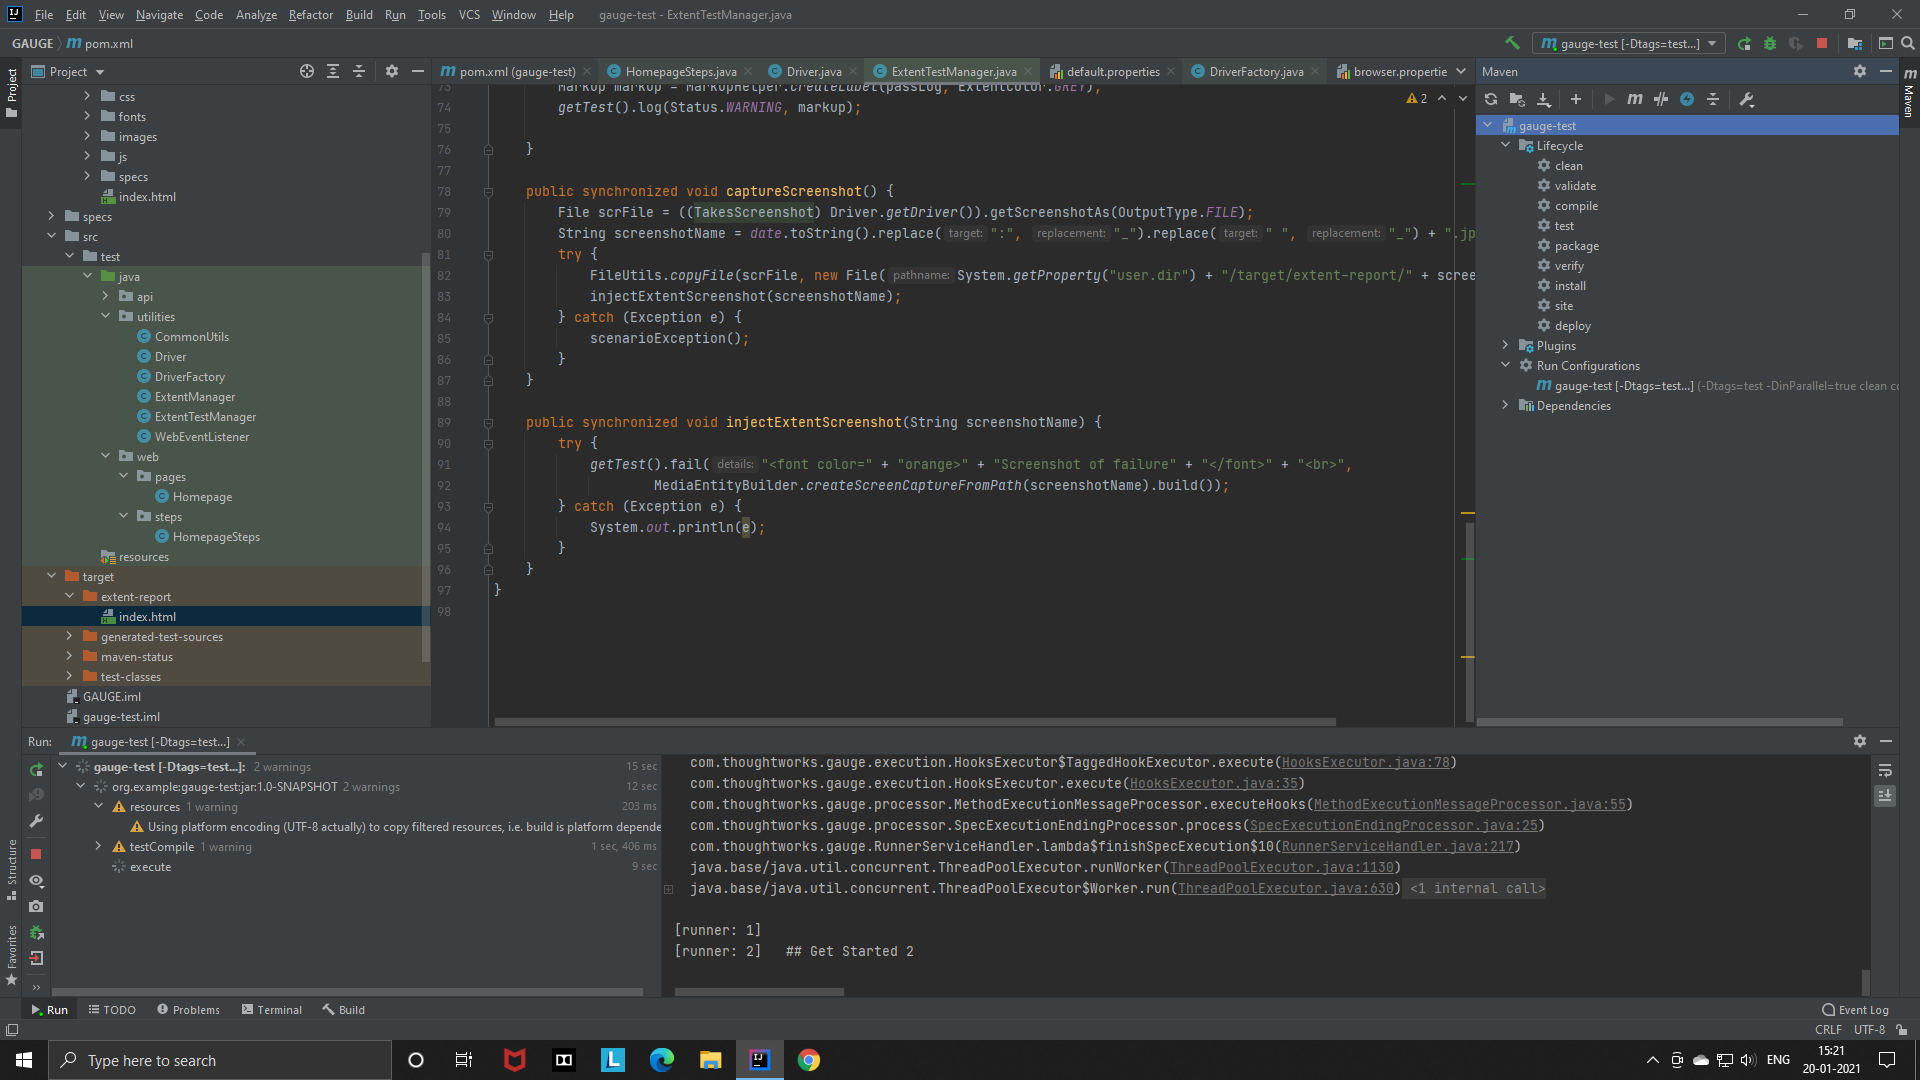 File Edit View Navigate Code Analyze Refactor Build Run Tools VCS Window Help gauge-test - ExtentTestManager.java
GAUGE pom.xml
gauge-test [-Dtags=test...]
Project
pom.xml (gauge-test) HomepageSteps.java Driver.java ExtentTestManager.java default.properties DriverFactory.java browser.propertie
Maven
Project
Maven
css
fonts
images
js
specs
index.html
specs
src
test
java
api
utilities
CommonUtils
Driver
DriverFactory
ExtentManager
ExtentTestManager
WebEventListener
web
pages
Homepage
steps
HomepageSteps
resources
target
extent-report
index.html
generated-test-sources
maven-status
test-classes
GAUGE.iml
gauge-test.iml
2
73 Markup markup = MarkupHelper.createLabel(passLog, ExtentColor.GREY);
74 getTest().log(Status.WARNING, markup);
75
76 }
77
78 public synchronized void captureScreenshot() {
79 File scrFile = ((TakesScreenshot) Driver.getDriver()).getScreenshotAs(OutputType.FILE);
80 String screenshotName = date.toString().replace( target: ":", replacement: "_").replace( target: " ", replacement: "_") + ".jp
81 try {
82 FileUtils.copyFile(scrFile, new File( pathname: System.getProperty("user.dir") + "/target/extent-report/" + scree
83 injectExtentScreenshot(screenshotName);
84 } catch (Exception e) {
85 scenarioException();
86 }
87 }
88
89 public synchronized void injectExtentScreenshot(String screenshotName) {
90 try {
91 getTest().fail( details: "<font color=" + "orange>" + "Screenshot of failure" + "</font>" + "<br>",
92 MediaEntityBuilder.createScreenCaptureFromPath(screenshotName).build());
93 } catch (Exception e) {
94 System.out.println(e);
95 }
96 }
97 }
98
gauge-test
Lifecycle
clean
validate
compile
test
package
verify
install
site
deploy
Plugins
Run Configurations
gauge-test [-Dtags=test...] (-Dtags=test -DinParallel=true clean co
Dependencies
Run: gauge-test [-Dtags=test...]
gauge-test [-Dtags=test...]: 2 warnings 15 sec
org.example:gauge-test:jar:1.0-SNAPSHOT 2 warnings 12 sec
resources 1 warning 203 ms
Using platform encoding (UTF-8 actually) to copy filtered resources, i.e. build is platform depende
testCompile 1 warning 1 sec, 406 ms
execute 9 sec
com.thoughtworks.gauge.execution.HooksExecutor$TaggedHookExecutor.execute(HooksExecutor.java:78)
com.thoughtworks.gauge.execution.HooksExecutor.execute(HooksExecutor.java:35)
com.thoughtworks.gauge.processor.MethodExecutionMessageProcessor.executeHooks(MethodExecutionMessageProcessor.java:55)
com.thoughtworks.gauge.processor.SpecExecutionEndingProcessor.process(SpecExecutionEndingProcessor.java:25)
com.thoughtworks.gauge.RunnerServiceHandler.lambda$finishSpecExecution$10(RunnerServiceHandler.java:217)
java.base/java.util.concurrent.ThreadPoolExecutor.runWorker(ThreadPoolExecutor.java:1130)
java.base/java.util.concurrent.ThreadPoolExecutor$Worker.run(ThreadPoolExecutor.java:630) <1 internal call>
[runner: 1]
[runner: 2] ## Get Started 2
Structure
Favorites
Run TODO Problems Terminal Build Event Log
CRLF UTF-8
Type here to search
ENG
15:21
20-01-2021